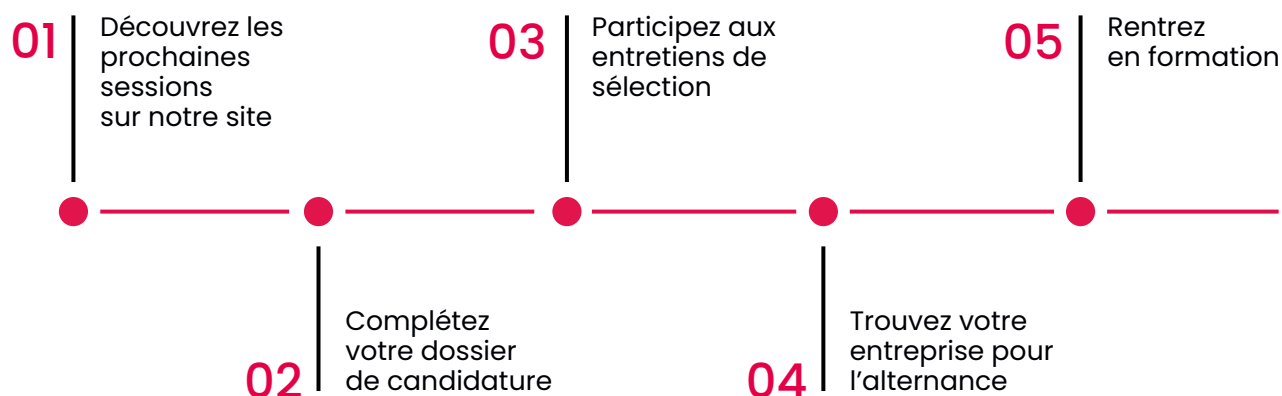 01
Découvrez les
prochaines
sessions
sur notre site
02
Complétez
votre dossier
de candidature
03
Participez aux
entretiens de
sélection
04
Trouvez votre
entreprise pour
l’alternance
05
Rentrez
en formation